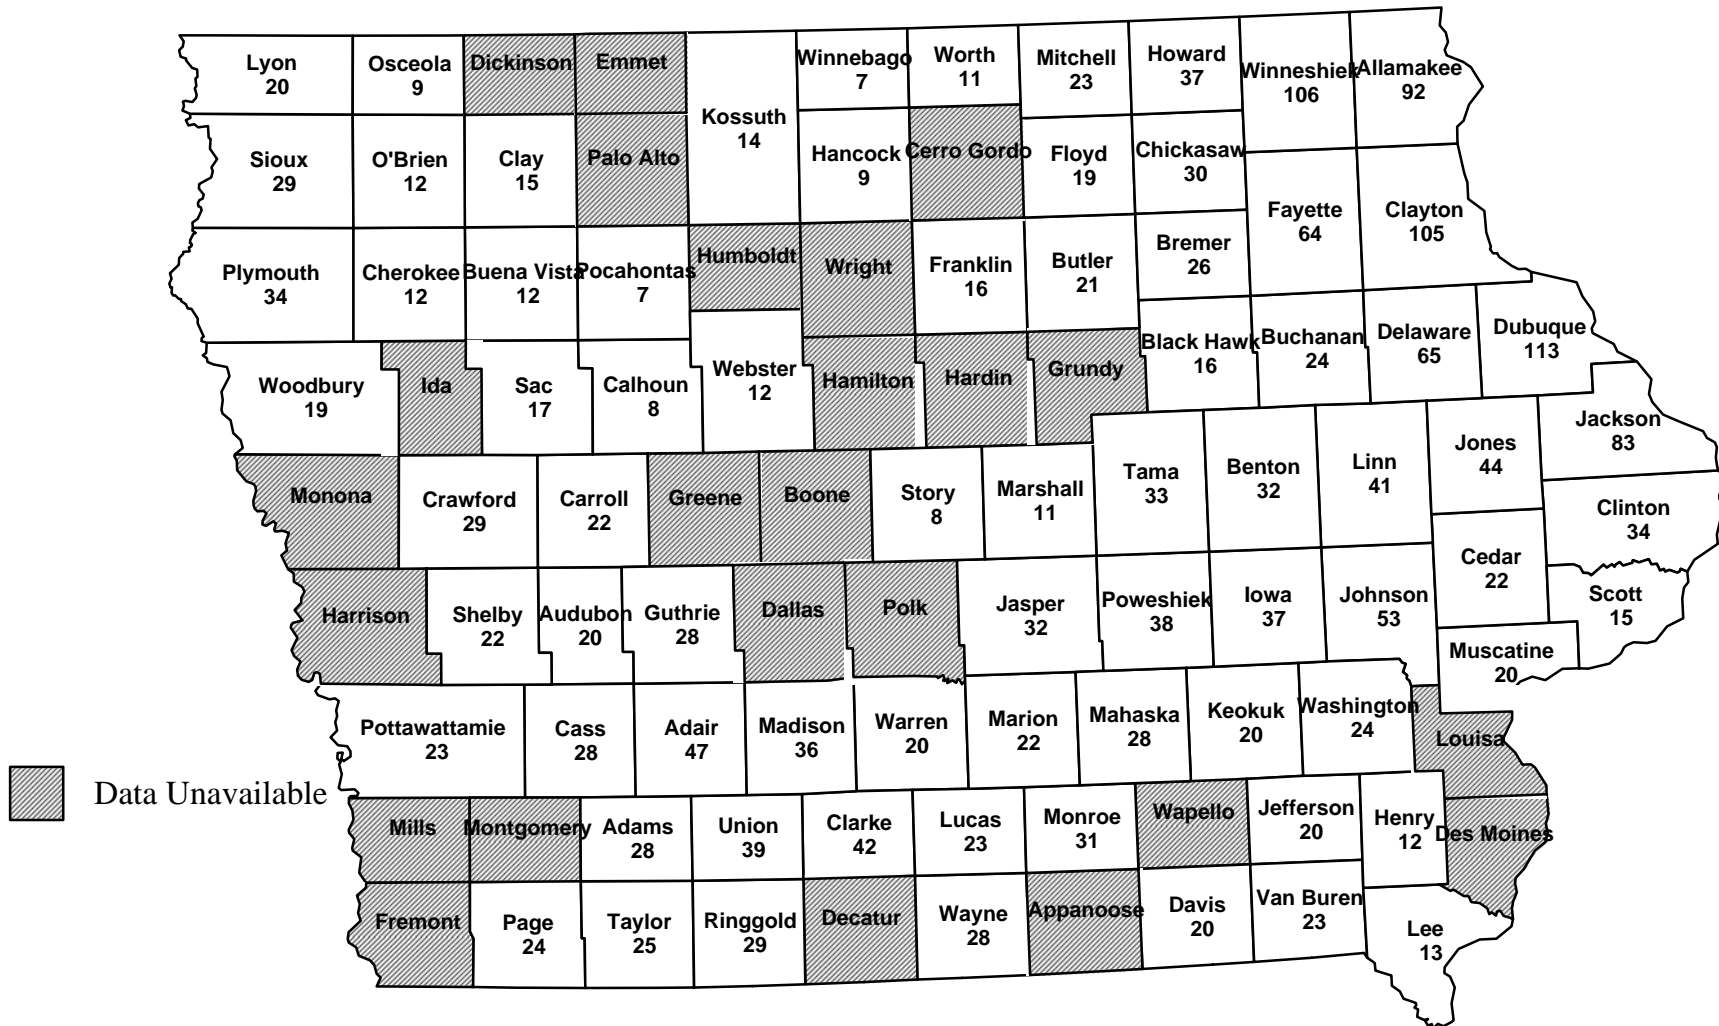 Lyon
20
Osceola
9
Dickinson
Emmet
Kossuth
14
Winnebago
7
Worth
11
Mitchell
23
Howard
37
Winneshiek
106
Allamakee
92
Sioux
29
O'Brien
12
Clay
15
Palo Alto
Hancock
9
Cerro Gordo
Floyd
19
Chickasaw
30
Fayette
64
Clayton
105
Plymouth
34
Cherokee
12
Buena Vista
12
Pocahontas
7
Humboldt
Wright
Franklin
16
Butler
21
Bremer
26
Woodbury
19
Ida
Sac
17
Calhoun
8
Webster
12
Hamilton
Hardin
Grundy
Black Hawk
16
Buchanan
24
Delaware
65
Dubuque
113
Monona
Crawford
29
Carroll
22
Greene
Boone
Story
8
Marshall
11
Tama
33
Benton
32
Linn
41
Jones
44
Jackson
83
Clinton
34
Harrison
Shelby
22
Audubon
20
Guthrie
28
Dallas
Polk
Jasper
32
Poweshiek
38
Iowa
37
Johnson
53
Cedar
22
Scott
15
Muscatine
20
Pottawattamie
23
Cass
28
Adair
47
Madison
36
Warren
20
Marion
22
Mahaska
28
Keokuk
20
Washington
24
Louisa
Data Unavailable
Mills
Montgomery
Adams
28
Union
39
Clarke
42
Lucas
23
Monroe
31
Wapello
Jefferson
20
Henry
12
Des Moines
Fremont
Page
24
Taylor
25
Ringgold
29
Decatur
Wayne
28
Appanoose
Davis
20
Van Buren
23
Lee
13